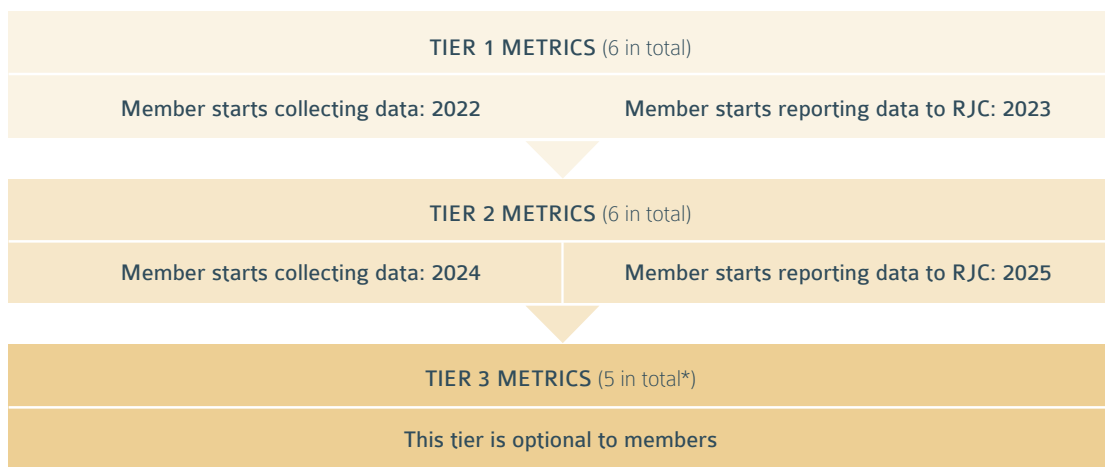 TIER 1 METRICS (6 in total)
Member starts collecting data: 2022
Member starts reporting data to RJC: 2023
TIER 2 METRICS (6 in total)
Member starts collecting data: 2024
Member starts reporting data to RJC: 2025
TIER 3 METRICS (5 in total*)
This tier is optional to members